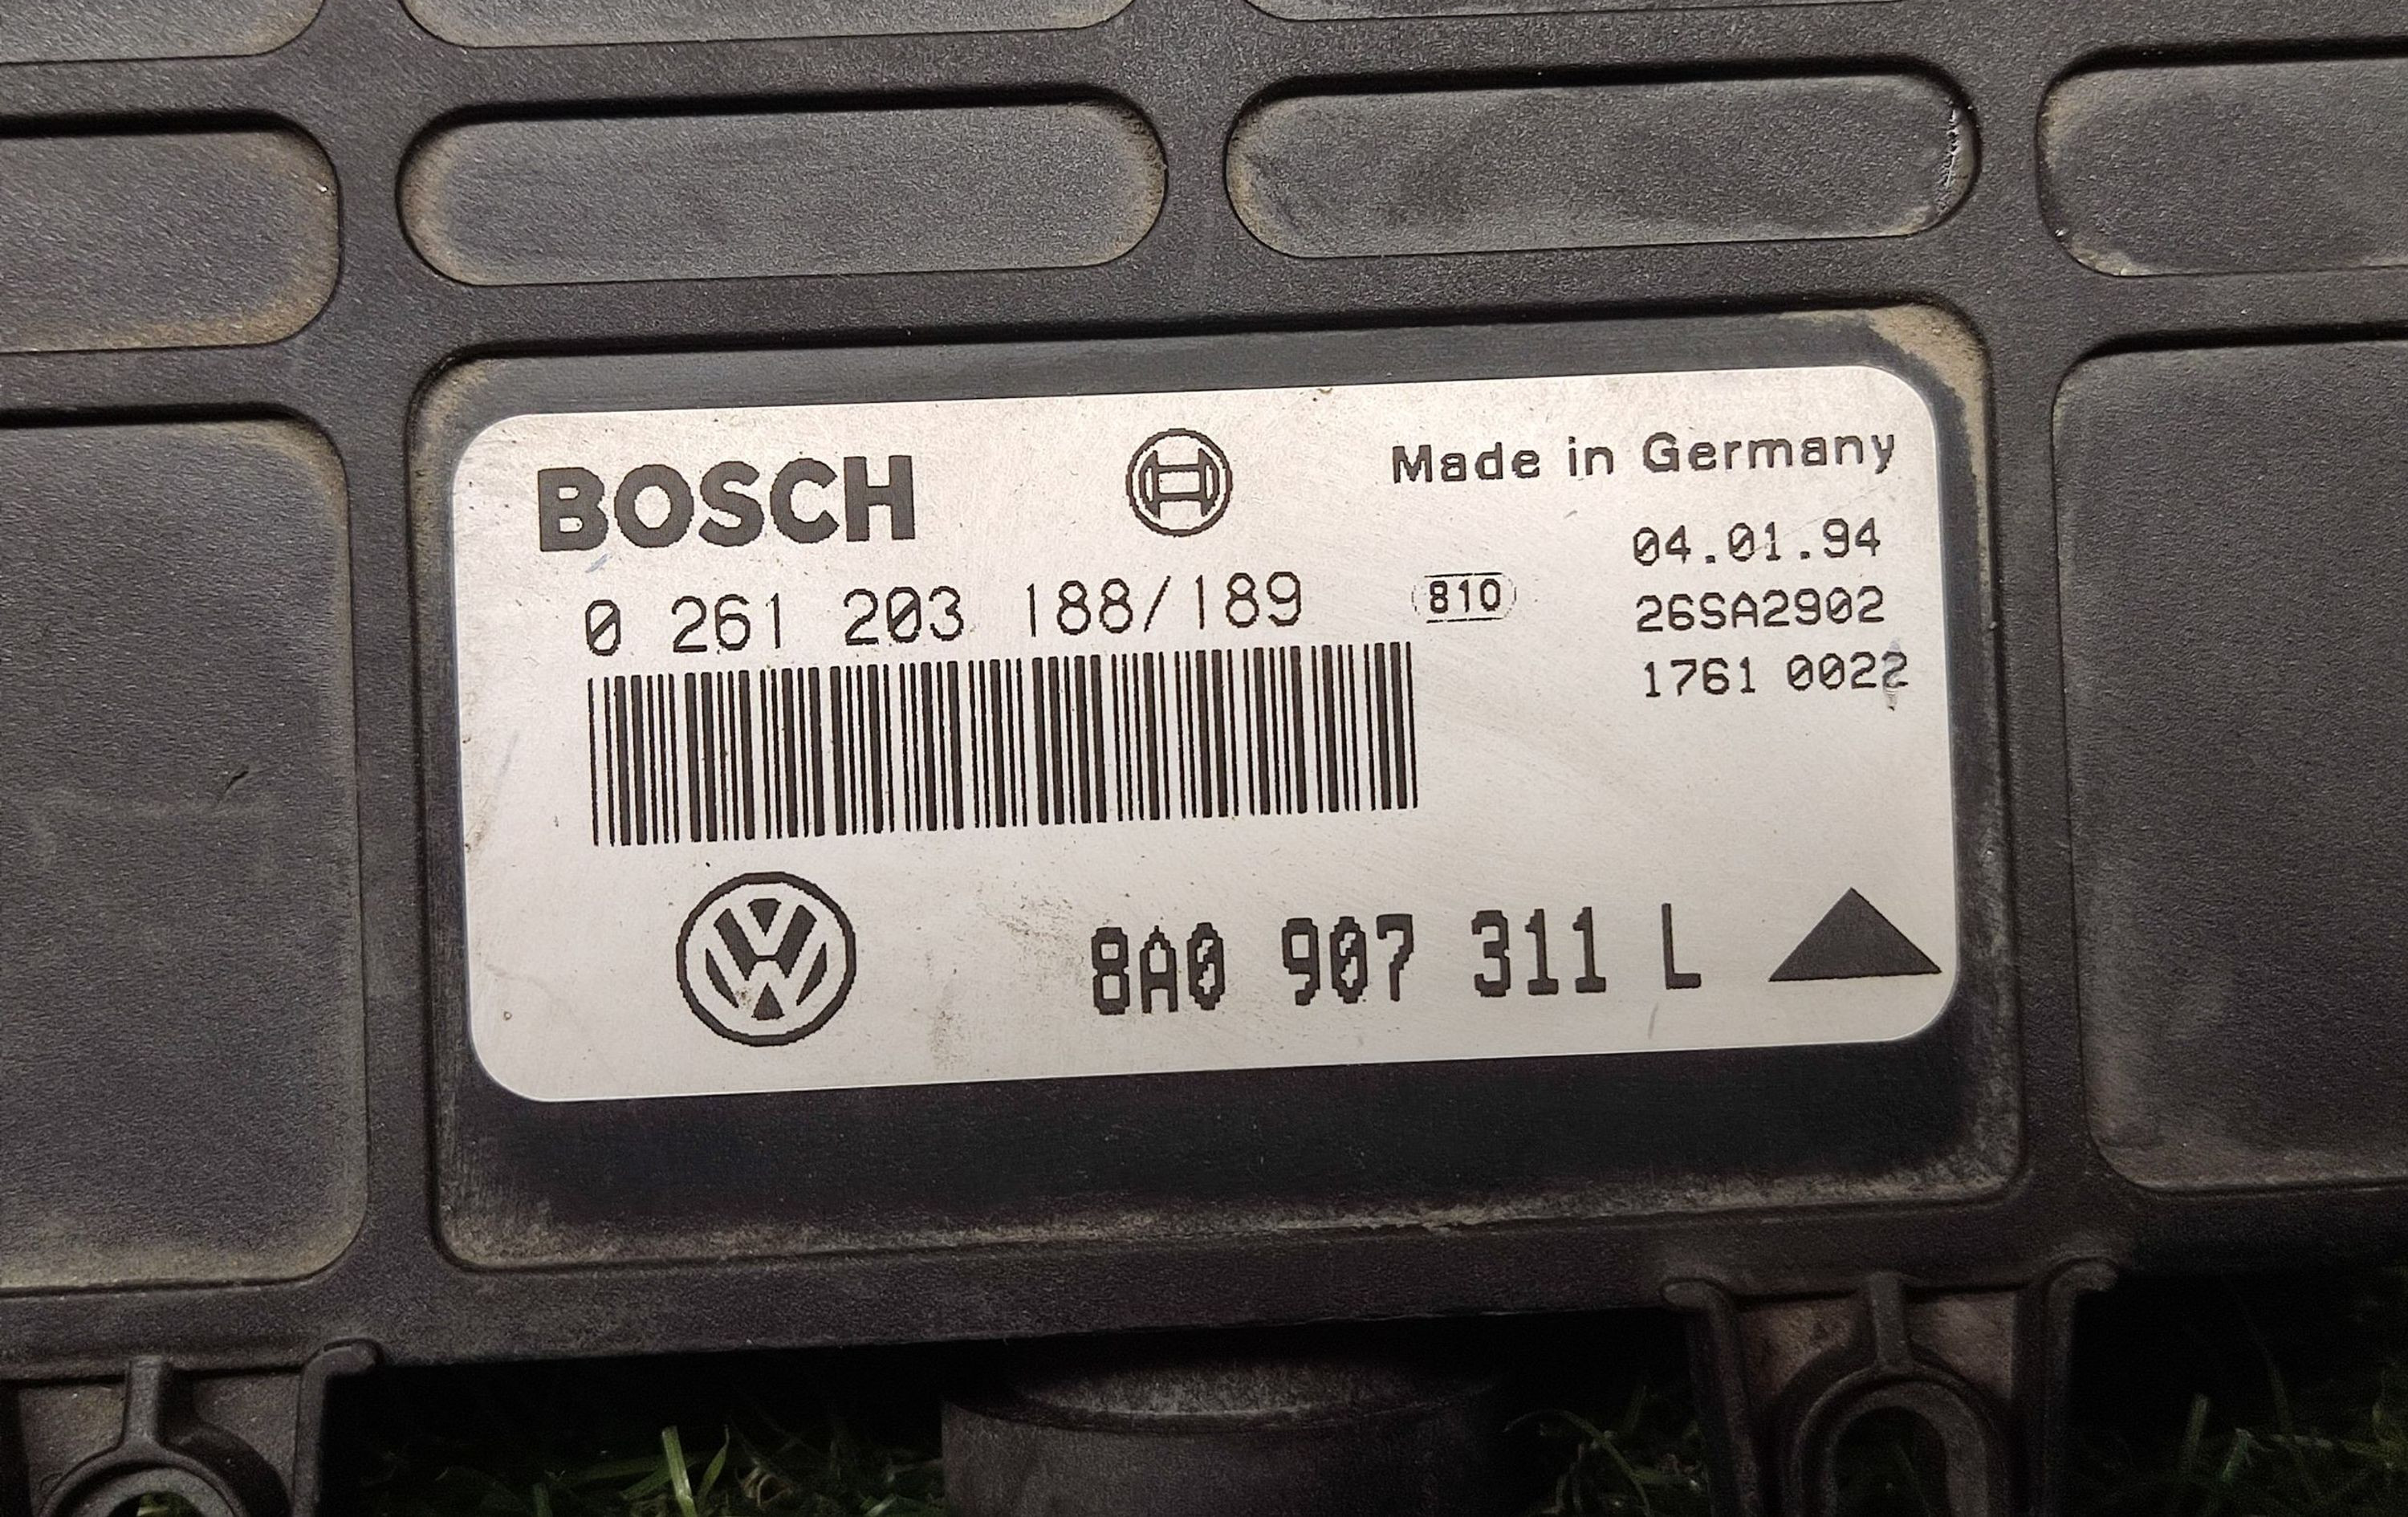 BOSCH
Made in Germany
04.01.94
0 261 203 188/189
810
26SA2902
1761 0022
8A0 907 311 L